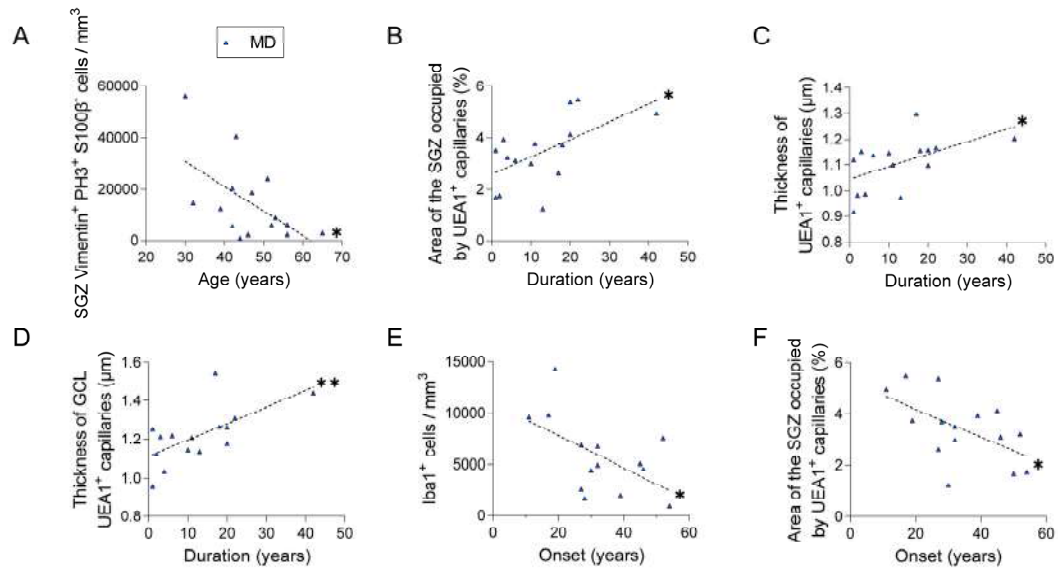 A
MD
SGZ Vimentin⁺ PH3⁺ S100β⁻ cells / mm³
60000
40000
20000
0
20 30 40 50 60 70
Age (years)
*
B
Area of the SGZ occupied
by UEA1⁺ capillaries (%)
6
4
2
0
0 10 20 30 40 50
Duration (years)
*
C
Thickness of
UEA1⁺ capillaries (µm)
1.4
1.3
1.2
1.1
1.0
0.9
0.8
0 10 20 30 40 50
Duration (years)
*
D
Thickness of GCL
UEA1⁺ capillaries (µm)
1.6
1.4
1.2
1.0
0.8
0 10 20 30 40 50
Duration (years)
**
E
Iba1⁺ cells / mm³
15000
10000
5000
0
0 20 40 60
Onset (years)
*
F
Area of the SGZ occupied
by UEA1⁺ capillaries (%)
6
4
2
0
0 20 40 60
Onset (years)
*